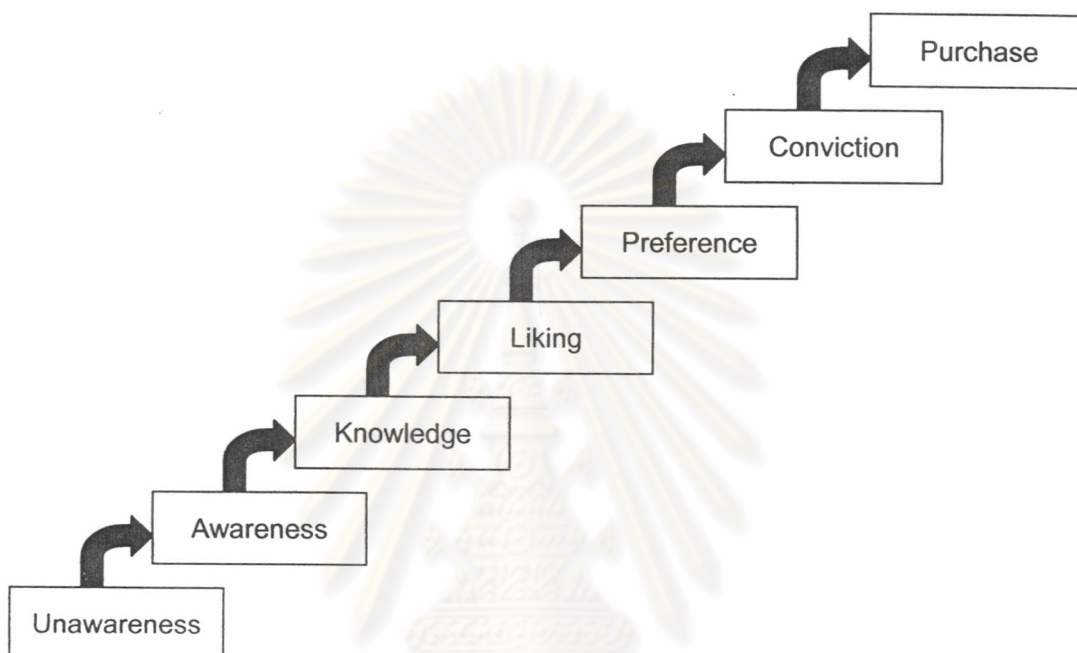 Purchase
Conviction
Preference
Liking
Knowledge
Awareness
Unawareness